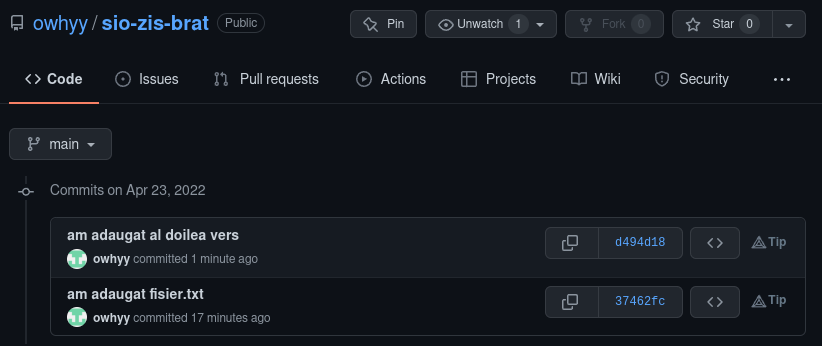 owhyy / sio-zis-brat Public Pin Unwatch 1 Fork 0 Star 0
Code Issues Pull requests Actions Projects Wiki Security
main
Commits on Apr 23, 2022
am adaugat al doilea vers
owhyy committed 1 minute ago
d494d18 Tip
am adaugat fisier.txt
owhyy committed 17 minutes ago
37462fc Tip